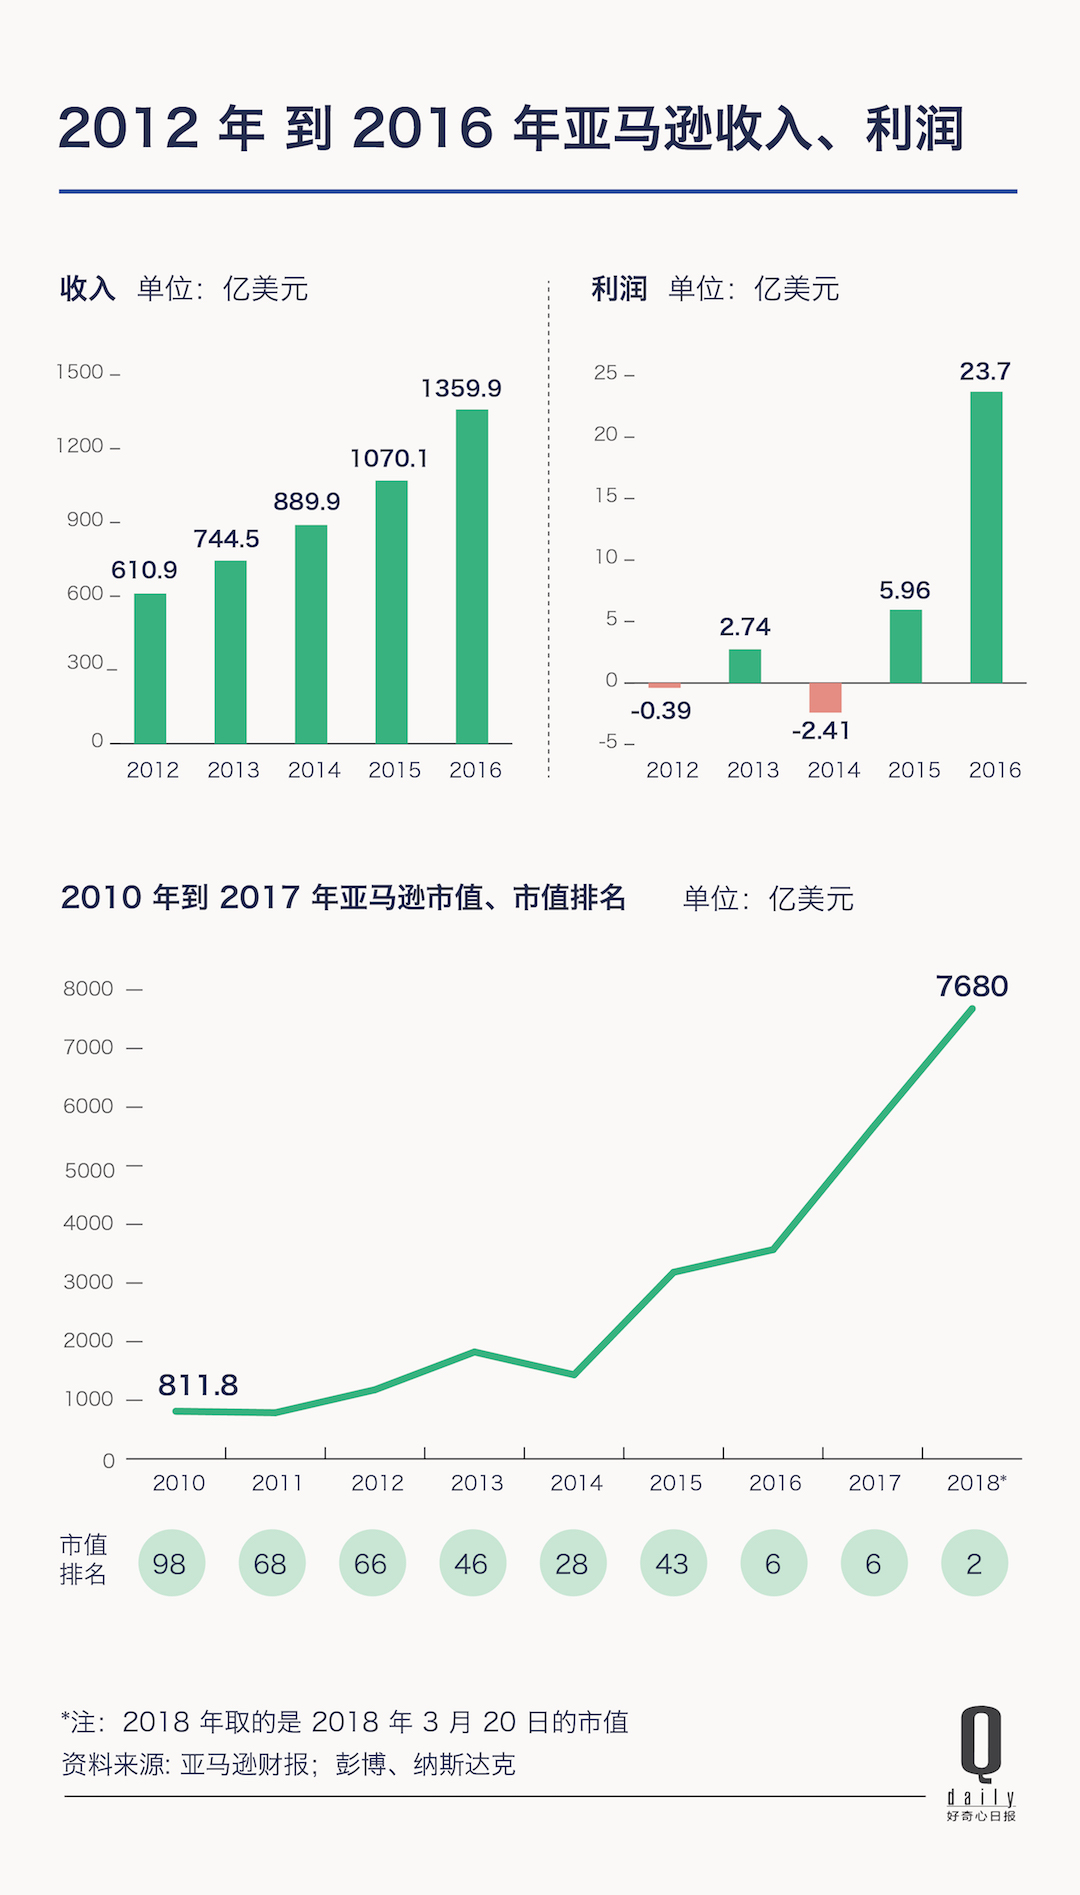 2012 年 到 2016 年亚马逊收入、利润
收入 单位：亿美元
1500
1200
900
600
300
0
610.9
744.5
889.9
1070.1
1359.9
2012 2013 2014 2015 2016
利润 单位：亿美元
25
20
15
10
5
0
-5
-0.39
2.74
-2.41
5.96
23.7
2012 2013 2014 2015 2016
2010 年到 2017 年亚马逊市值、市值排名 单位：亿美元
8000
7000
6000
5000
4000
3000
2000
1000
0
811.8
7680
2010 2011 2012 2013 2014 2015 2016 2017 2018*
市值
排名
98 68 66 46 28 43 6 6 2
*注：2018 年取的是 2018 年 3 月 20 日的市值
资料来源: 亚马逊财报；彭博、纳斯达克
Q
daily
好奇心日报